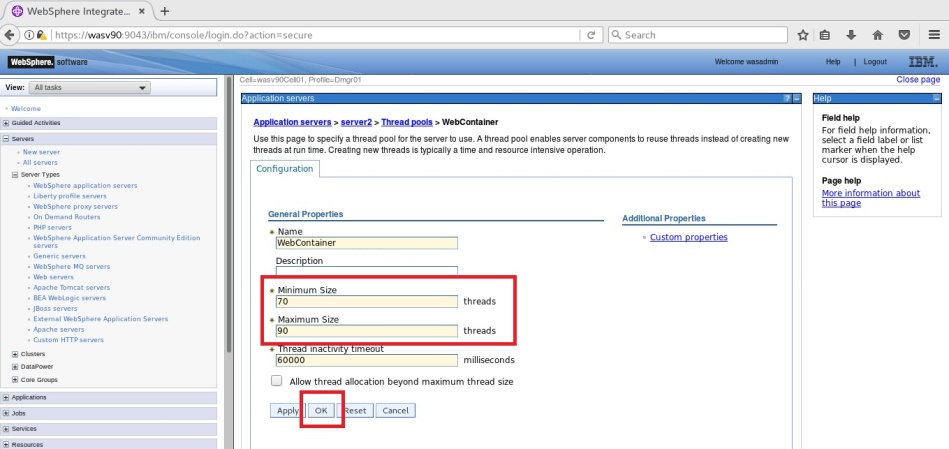 WebSphere Integrate... × +
https://wasv90:9043/ibm/console/login.do?action=secure Search
WebSphere. software Welcome wasadmin Help | Logout IBM.
View: All tasks
Cell=wasv90Cell01, Profile=Dmgr01 Close page
Welcome
Guided Activities
Servers
New server
All servers
Server Types
WebSphere application servers
Liberty profile servers
WebSphere proxy servers
On Demand Routers
PHP servers
WebSphere Application Server Community Edition
servers
Generic servers
WebSphere MQ servers
Web servers
Apache Tomcat servers
BEA WebLogic servers
JBoss servers
External WebSphere Application Servers
Apache servers
Custom HTTP servers
Clusters
DataPower
Core Groups
Applications
Jobs
Services
Resources
Application servers ? -
Application servers > server2 > Thread pools > WebContainer
Use this page to specify a thread pool for the server to use. A thread pool enables server components to reuse threads instead of creating new
threads at run time. Creating new threads is typically a time and resource intensive operation.
Configuration
General Properties
Name
WebContainer
Description
Minimum Size
70 threads
Maximum Size
90 threads
Thread inactivity timeout
60000 milliseconds
Allow thread allocation beyond maximum thread size
Apply OK Reset Cancel
Additional Properties
Custom properties
Help -
Field help
For field help information,
select a field label or list
marker when the help
cursor is displayed.
Page help
More information about
this page